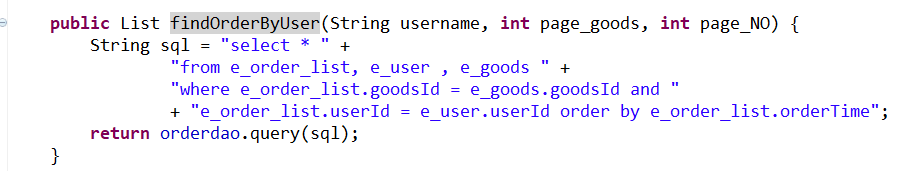 public List findOrderByUser(String username, int page_goods, int page_NO) {
String sql = "select * " +
"from e_order_list, e_user , e_goods " +
"where e_order_list.goodsId = e_goods.goodsId and "
+ "e_order_list.userId = e_user.userId order by e_order_list.orderTime";
return orderdao.query(sql);
}